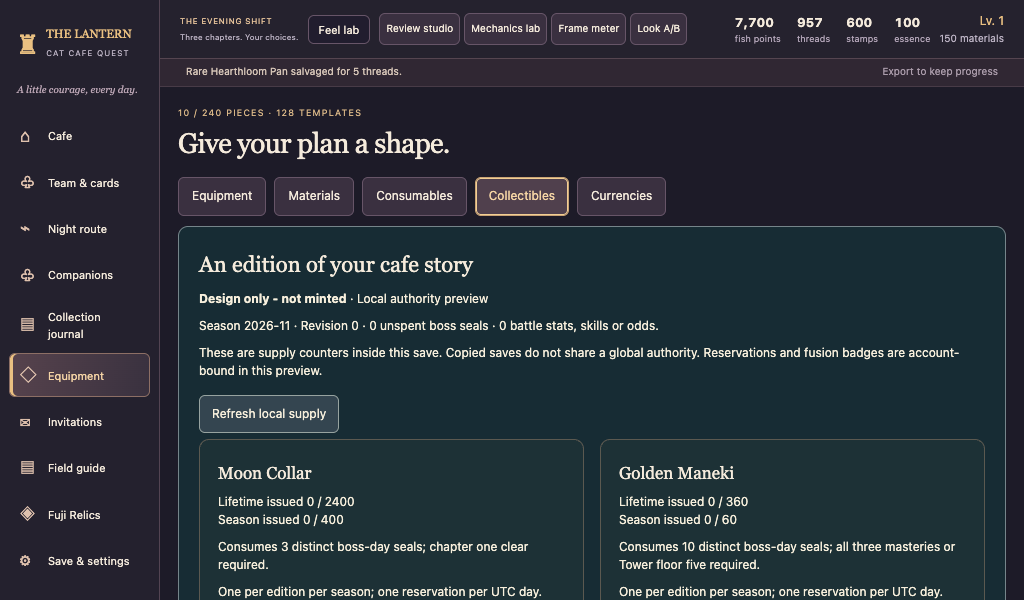 THE LANTERN
CAT CAFE QUEST
A little courage, every day.
Cafe
Team & cards
Night route
Companions
Collection
journal
Equipment
Invitations
Field guide
Fuji Relics
Save & settings
THE EVENING SHIFT
Three chapters. Your choices.
Feel lab
Review studio
Mechanics lab
Frame meter
Look A/B
7,700
fish points
957
threads
600
stamps
100
essence
Lv. 1
150 materials
Rare Hearthloom Pan salvaged for 5 threads.
Export to keep progress
10 / 240 PIECES · 128 TEMPLATES
Give your plan a shape.
Equipment
Materials
Consumables
Collectibles
Currencies
An edition of your cafe story
Design only - not minted · Local authority preview
Season 2026-11 · Revision 0 · 0 unspent boss seals · 0 battle stats, skills or odds.
These are supply counters inside this save. Copied saves do not share a global authority. Reservations and fusion badges are account-
bound in this preview.
Refresh local supply
Moon Collar
Lifetime issued 0 / 2400
Season issued 0 / 400
Consumes 3 distinct boss-day seals; chapter one clear
required.
One per edition per season; one reservation per UTC day.
Golden Maneki
Lifetime issued 0 / 360
Season issued 0 / 60
Consumes 10 distinct boss-day seals; all three masteries or
Tower floor five required.
One per edition per season; one reservation per UTC day.